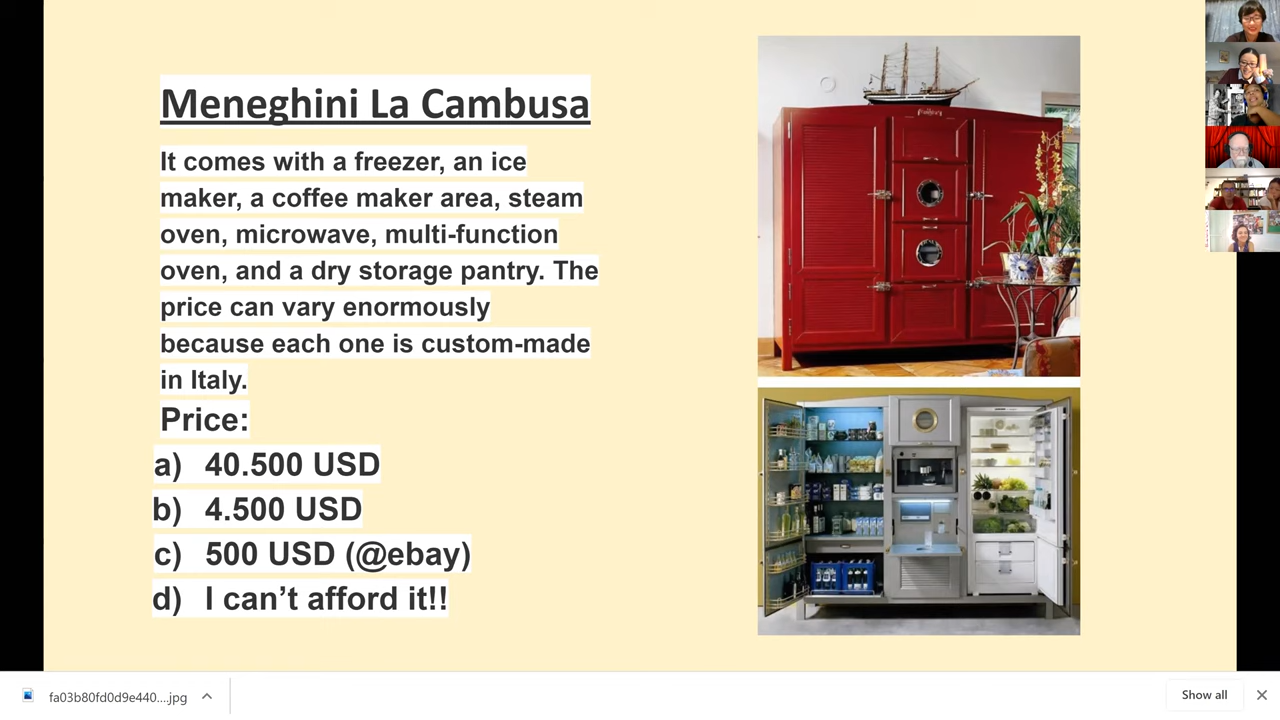 Meneghini La Cambusa
It comes with a freezer, an ice
maker, a coffee maker area, steam
oven, microwave, multi-function
oven, and a dry storage pantry. The
price can vary enormously
because each one is custom-made
in Italy.
Price:
a) 40.500 USD
b) 4.500 USD
c) 500 USD (@ebay)
d) I can’t afford it!!
fa03b80fd0d9e440....jpg
Show all